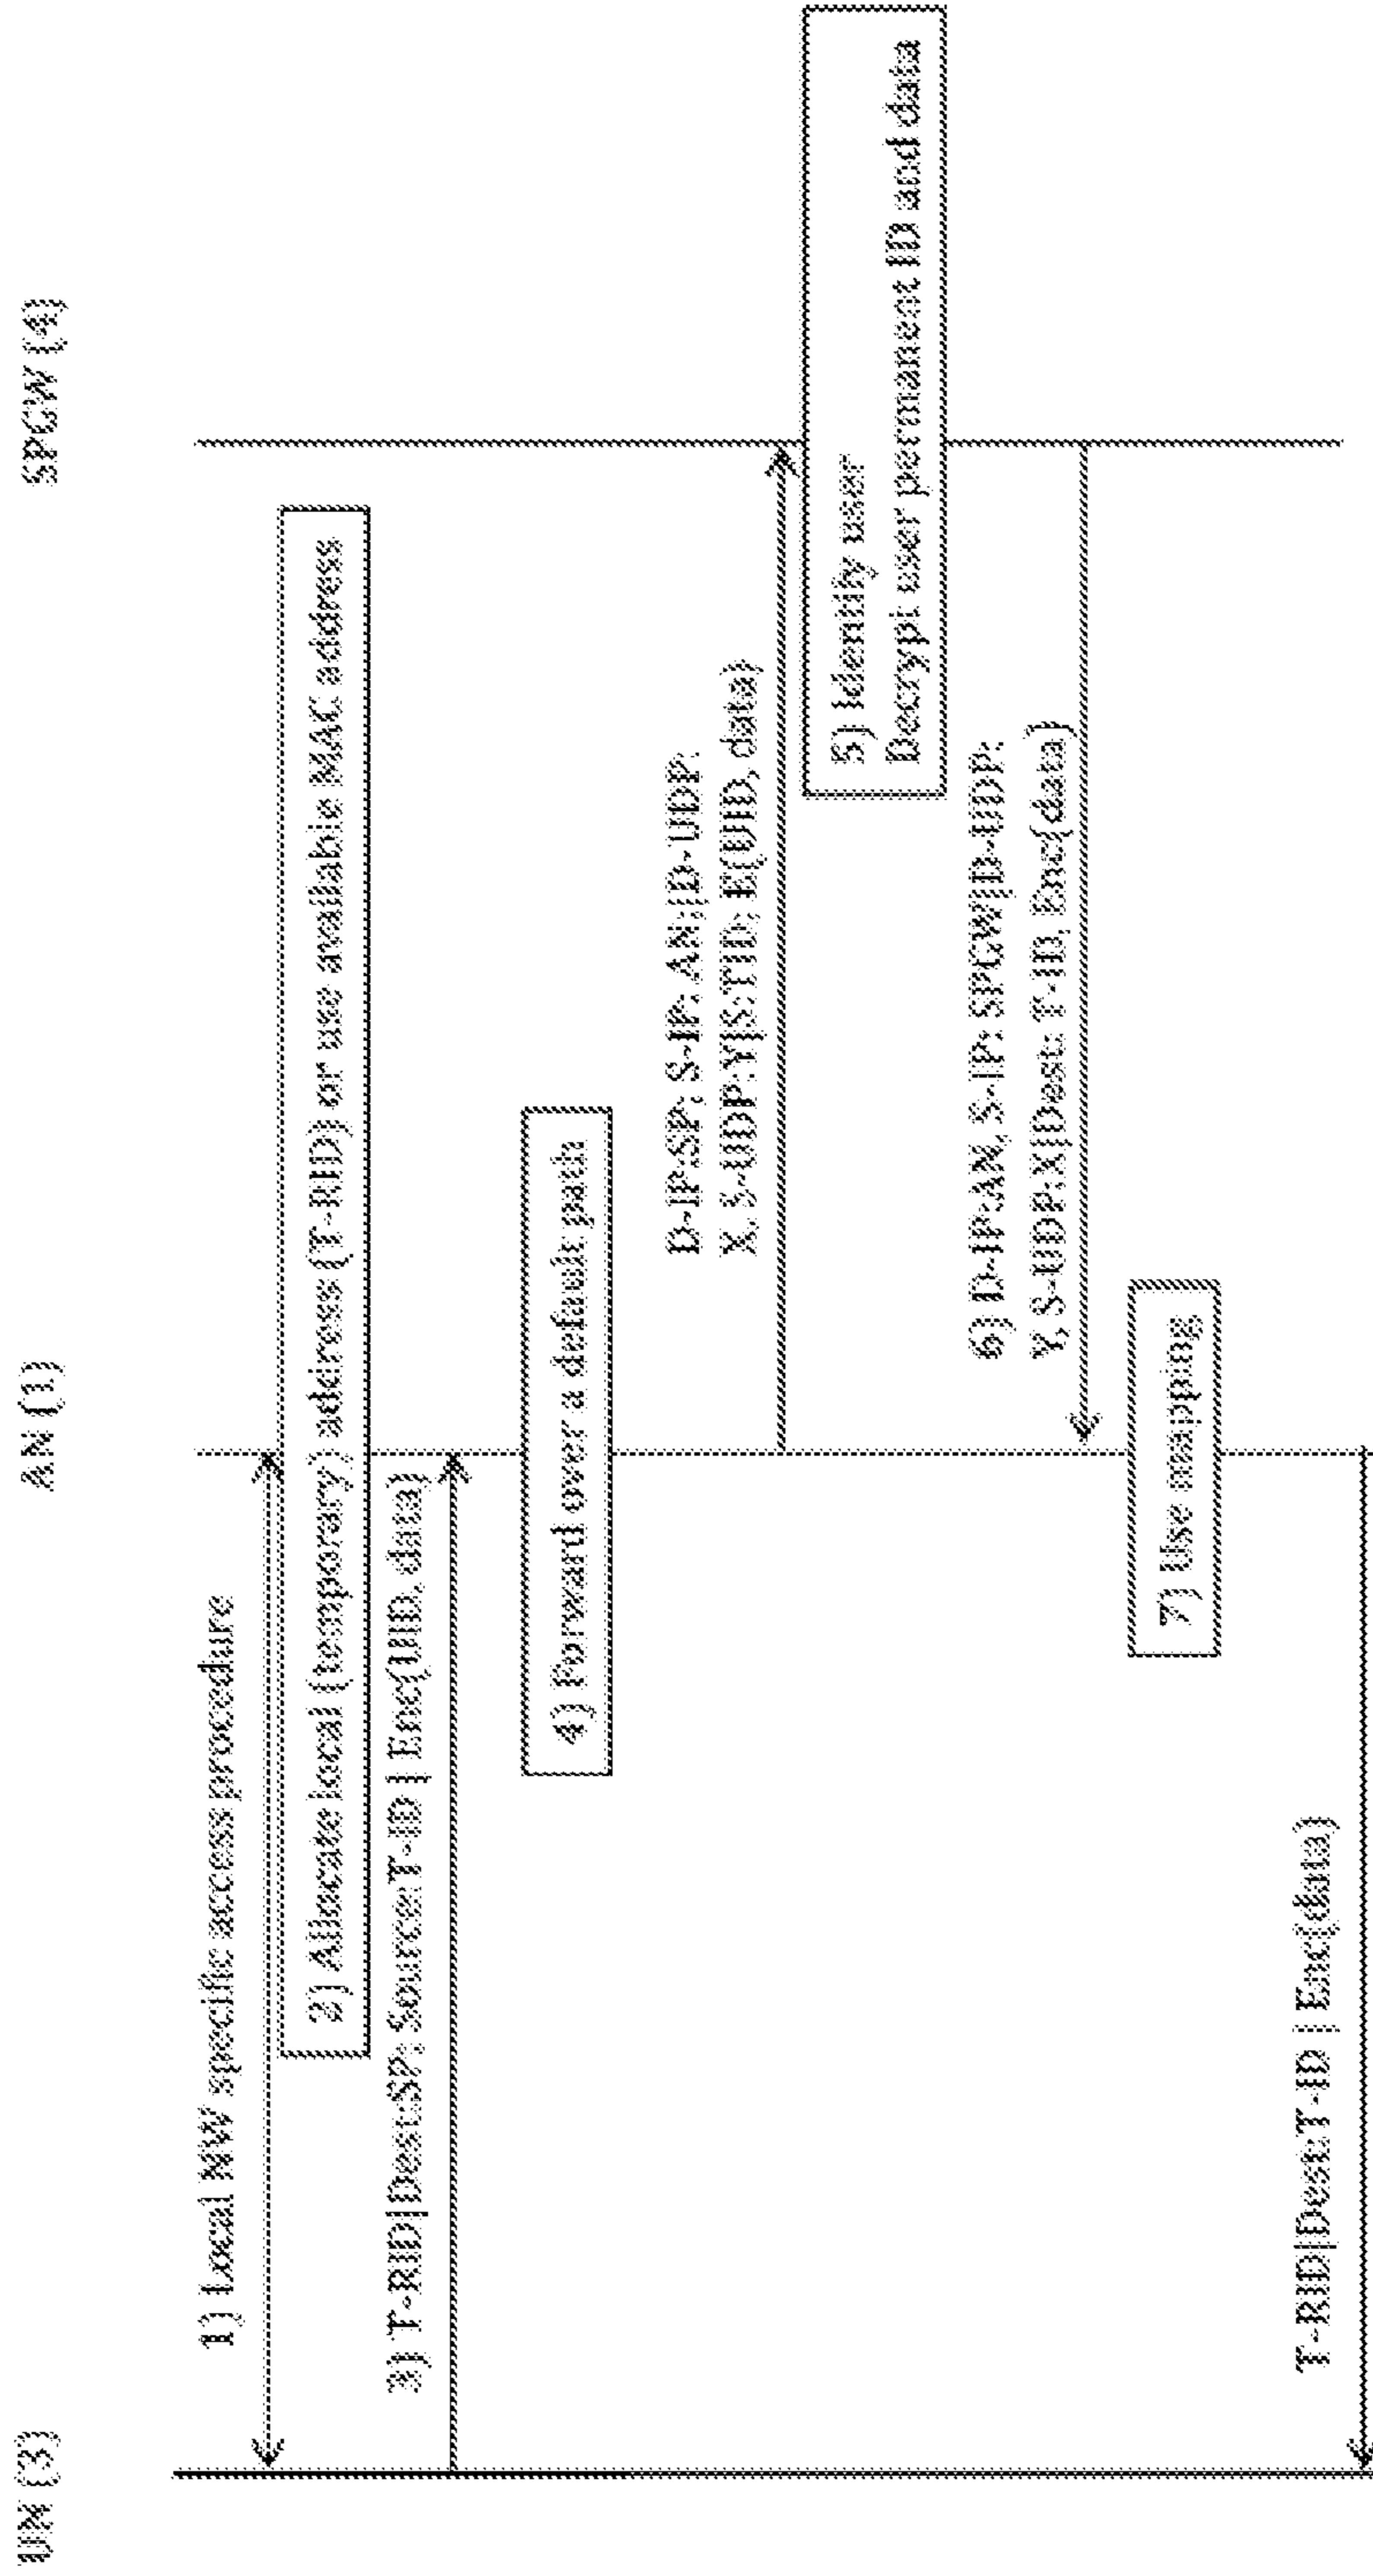 UN (3)
AN (1)
SPGW (4)
1) Local NW specific access procedure
2) Allocate local (temporary) address (T-RID) or use available MAC address
3) T-RID|Dest:SP; Source:T-ID | Enc(UID, data)
4) Forward over a default path
D-IP:SP; S-IP: AN;|D-UDP:
X, S-UDP:Y|S:TID; E(UID, data)
5) Identify user
Decrypt user permanent ID and data
6) D-IP:AN, S-IP: SPGW|D-UDP:
Y, S-UDP:X|Dest: T-ID, Enc(data)
7) Use mapping
T-RID|Dest:T-ID | Enc(data)